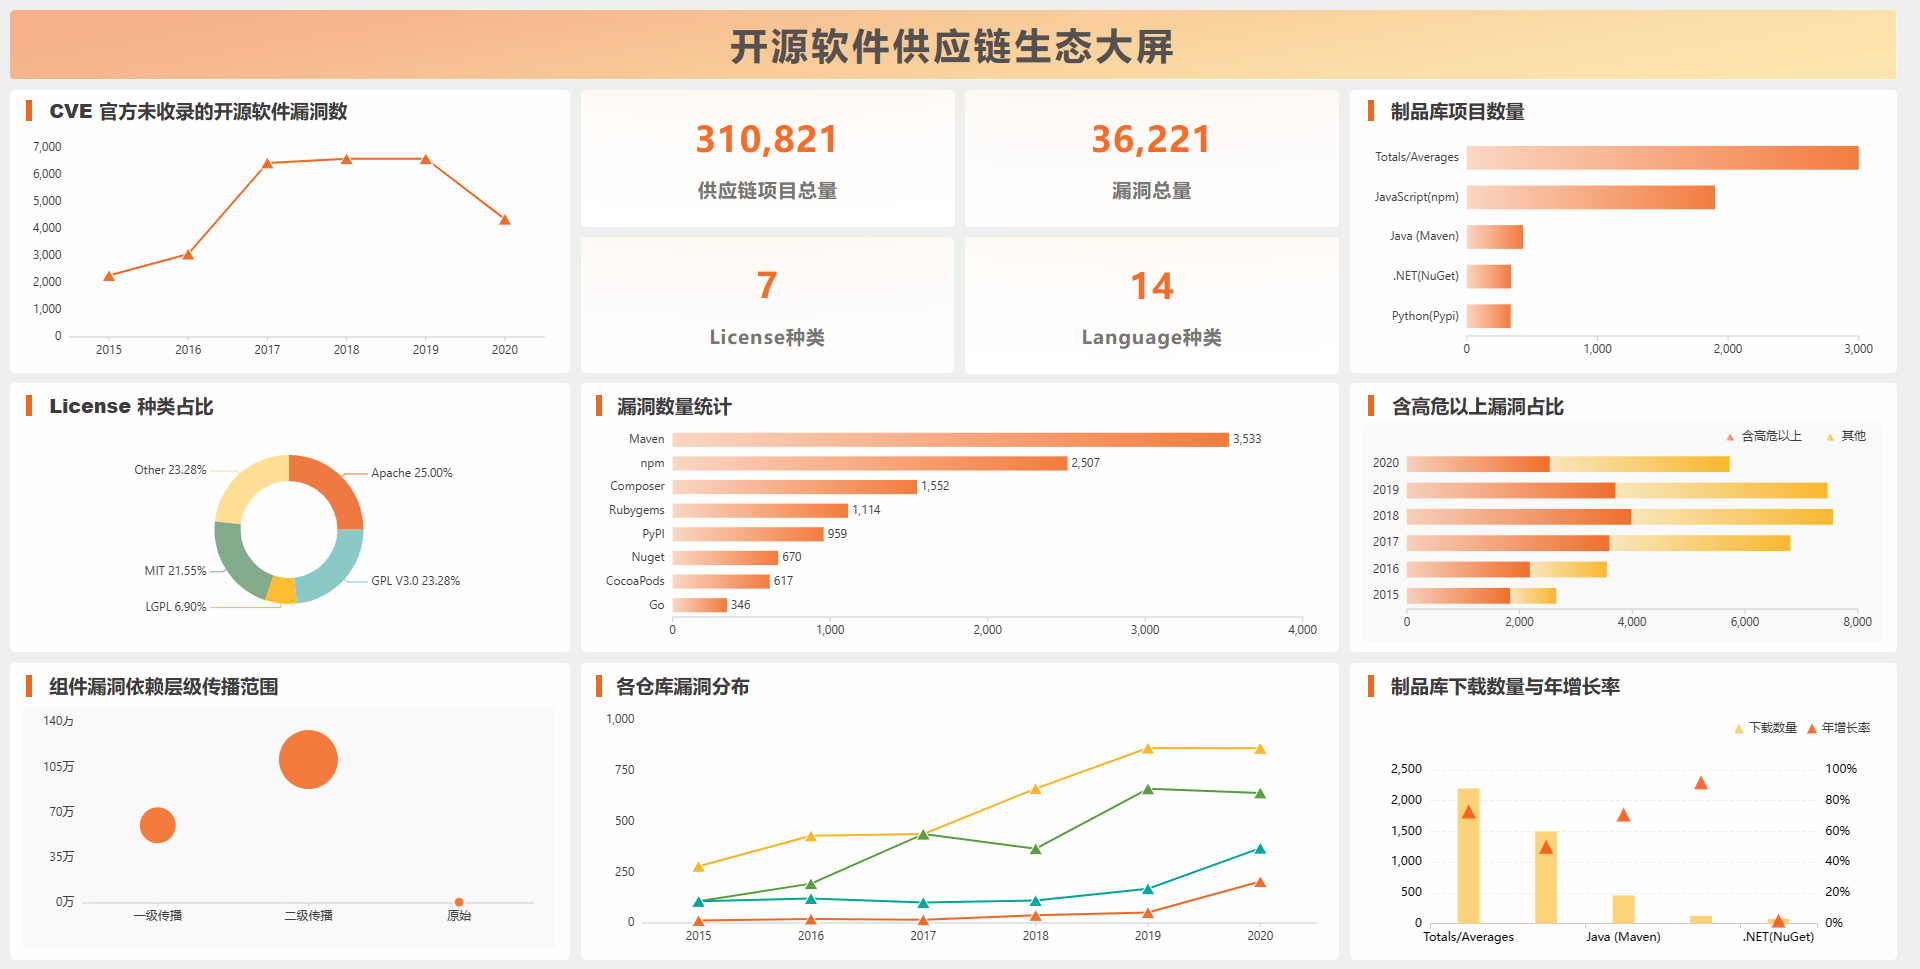 开源软件供应链生态大屏
CVE 官方未收录的开源软件漏洞数
7,000
6,000
5,000
4,000
3,000
2,000
1,000
0
2015 2016 2017 2018 2019 2020
310,821
供应链项目总量
36,221
漏洞总量
7
License种类
14
Language种类
制品库项目数量
Totals/Averages
JavaScript(npm)
Java (Maven)
.NET(NuGet)
Python(Pypi)
0 1,000 2,000 3,000
License 种类占比
Other 23.28%
Apache 25.00%
MIT 21.55%
GPL V3.0 23.28%
LGPL 6.90%
漏洞数量统计
Maven 3,533
npm 2,507
Composer 1,552
Rubygems 1,114
PyPI 959
Nuget 670
CocoaPods 617
Go 346
0 1,000 2,000 3,000 4,000
含高危以上漏洞占比
含高危以上 其他
2020
2019
2018
2017
2016
2015
0 2,000 4,000 6,000 8,000
组件漏洞依赖层级传播范围
140万
105万
70万
35万
0万
一级传播 二级传播 原始
各仓库漏洞分布
1,000
750
500
250
0
2015 2016 2017 2018 2019 2020
制品库下载数量与年增长率
下载数量 年增长率
2,500 100%
2,000 80%
1,500 60%
1,000 40%
500 20%
0 0%
Totals/Averages Java (Maven) .NET(NuGet)